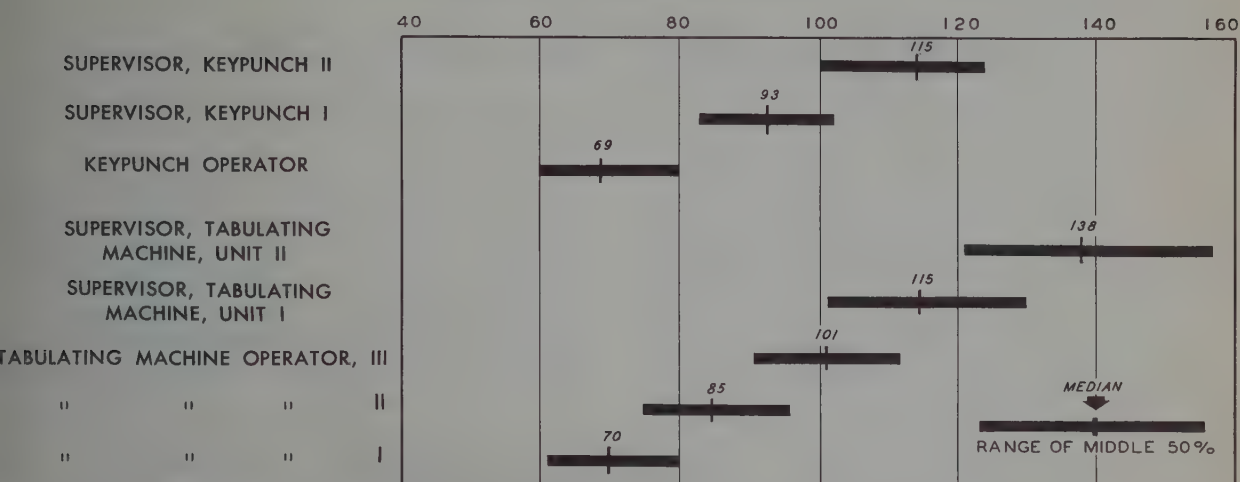 40 60 80 100 120 140 160
SUPERVISOR, KEYPUNCH II
115
SUPERVISOR, KEYPUNCH I
93
KEYPUNCH OPERATOR
69
SUPERVISOR, TABULATING
MACHINE, UNIT II
138
SUPERVISOR, TABULATING
MACHINE, UNIT I
115
TABULATING MACHINE OPERATOR, III
101
" " " II
85
MEDIAN
RANGE OF MIDDLE 50%
" " " I
70